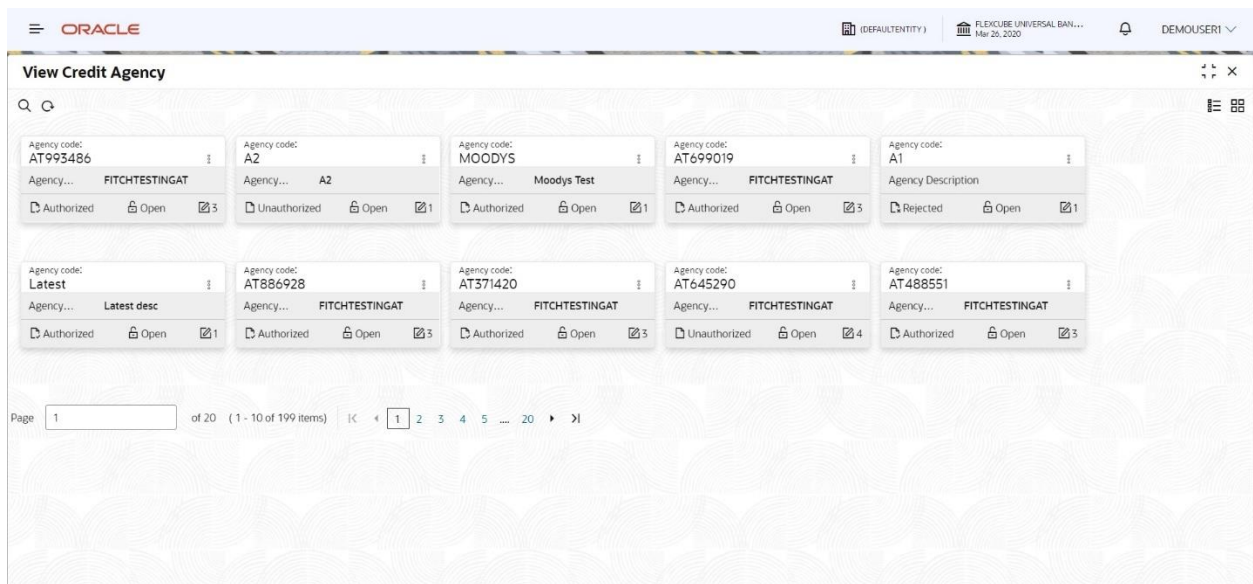 ORACLE
(DEFAULTENTITY)
FLEXCUBE UNIVERSAL BAN...
Mar 26, 2020
DEMOUSER1
View Credit Agency
Agency code:
AT993486
Agency... FITCHTESTINGAT
Authorized Open 3
Agency code:
A2
Agency... A2
Unauthorized Open 1
Agency code:
MOODYS
Agency... Moodys Test
Authorized Open 1
Agency code:
AT699019
Agency... FITCHTESTINGAT
Authorized Open 3
Agency code:
A1
Agency Description
Rejected Open 1
Agency code:
Latest
Agency... Latest desc
Authorized Open 1
Agency code:
AT886928
Agency... FITCHTESTINGAT
Authorized Open 3
Agency code:
AT371420
Agency... FITCHTESTINGAT
Authorized Open 3
Agency code:
AT645290
Agency... FITCHTESTINGAT
Unauthorized Open 4
Agency code:
AT488551
Agency... FITCHTESTINGAT
Authorized Open 3
Page 1 of 20 (1 - 10 of 199 items) 1 2 3 4 5 ... 20